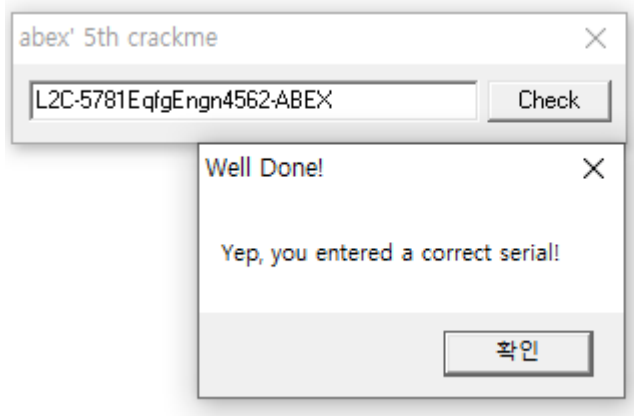 abex' 5th crackme
L2C-5781EqfgEngn4562-ABEX Check
Well Done!
Yep, you entered a correct serial!
확인